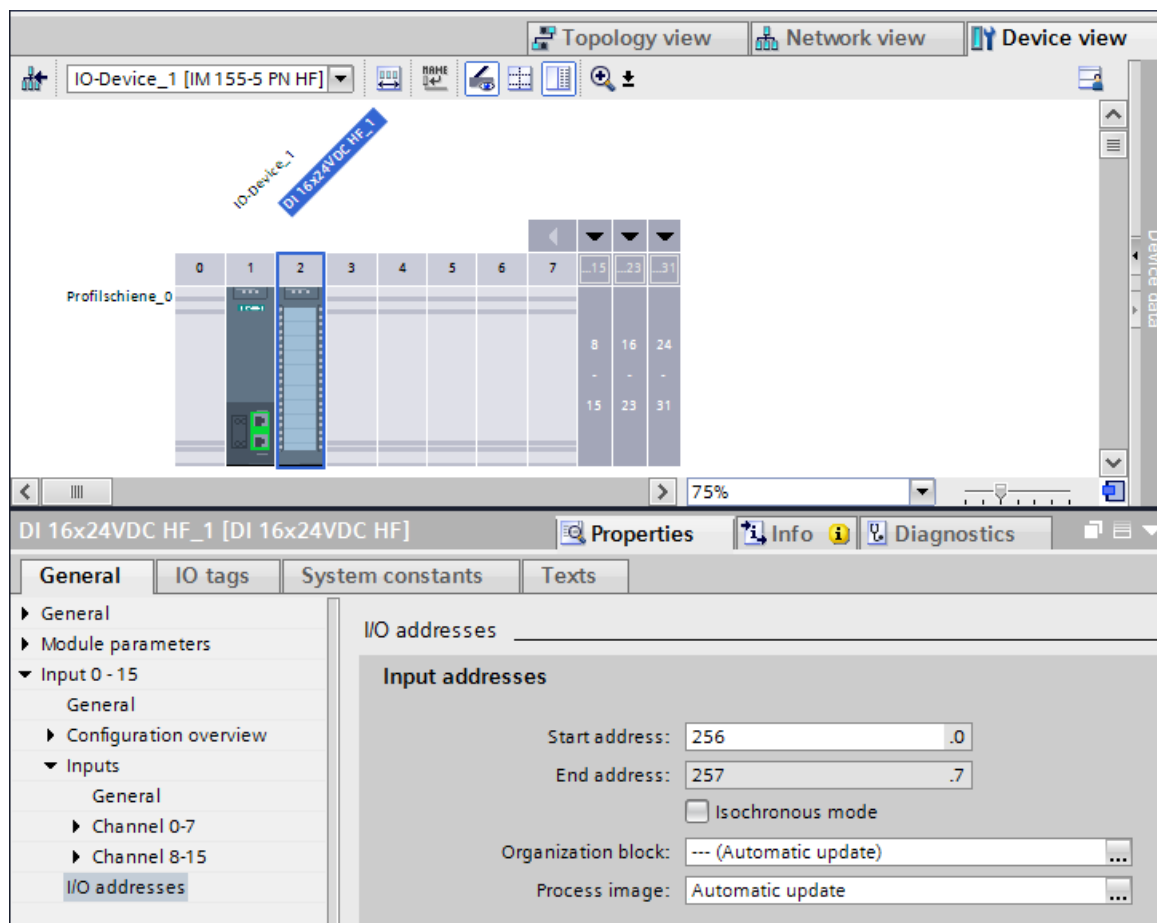 Topology view
Network view
Device view
IO-Device_1 [IM 155-5 PN HF]
NAME
IO-Device_1
DI 16x24VDC HF_1
0 1 2 3 4 5 6 7 ...15 ...23 ...31
Profilschiene_0
8 16 24
- - -
15 23 31
Device data
75%
DI 16x24VDC HF_1 [DI 16x24VDC HF]
Properties
Info
Diagnostics
General
IO tags
System constants
Texts
General
Module parameters
Input 0 - 15
General
Configuration overview
Inputs
General
Channel 0-7
Channel 8-15
I/O addresses
I/O addresses
Input addresses
Start address: 256 .0
End address: 257 .7
Isochronous mode
Organization block: --- (Automatic update) ...
Process image: Automatic update ...